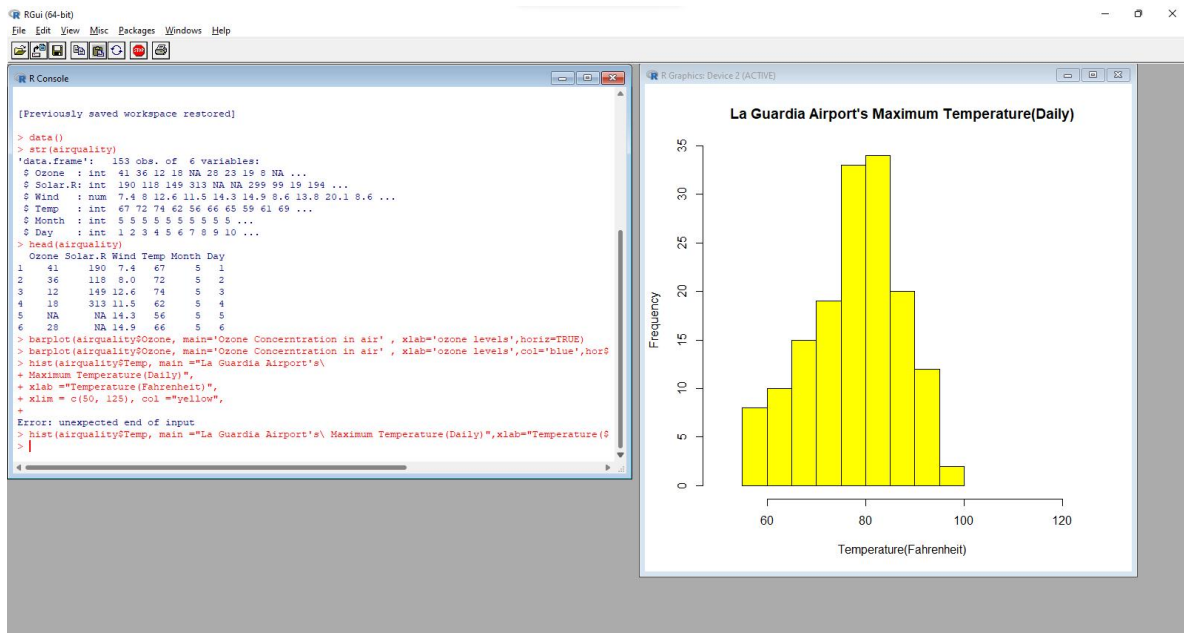 RGui (64-bit)
File Edit View Misc Packages Windows Help
STOP
R Console
[Previously saved workspace restored]
> data()
> str(airquality)
'data.frame':   153 obs. of  6 variables:
 $ Ozone  : int  41 36 12 18 NA 28 23 19 8 NA ...
 $ Solar.R: int  190 118 149 313 NA NA 299 99 19 194 ...
 $ Wind   : num  7.4 8 12.6 11.5 14.3 14.9 8.6 13.8 20.1 8.6 ...
 $ Temp   : int  67 72 74 62 56 66 65 59 61 69 ...
 $ Month  : int  5 5 5 5 5 5 5 5 5 5 ...
 $ Day    : int  1 2 3 4 5 6 7 8 9 10 ...
> head(airquality)
  Ozone Solar.R Wind Temp Month Day
1    41     190  7.4   67     5   1
2    36     118  8.0   72     5   2
3    12     149 12.6   74     5   3
4    18     313 11.5   62     5   4
5    NA      NA 14.3   56     5   5
6    28      NA 14.9   66     5   6
> barplot(airquality$Ozone, main='Ozone Concerntration in air' , xlab='ozone levels',horiz=TRUE)
> barplot(airquality$Ozone, main='Ozone Concerntration in air' , xlab='ozone levels',col='blue',hor$
> hist(airquality$Temp, main ="La Guardia Airport's\
+ Maximum Temperature(Daily)",
+ xlab ="Temperature(Fahrenheit)",
+ xlim = c(50, 125), col ="yellow",
+
Error: unexpected end of input
> hist(airquality$Temp, main ="La Guardia Airport's\ Maximum Temperature(Daily)",xlab="Temperature($
>
R Graphics: Device 2 (ACTIVE)
La Guardia Airport's Maximum Temperature(Daily)
35
30
25
20
15
10
5
0
Frequency
60 80 100 120
Temperature(Fahrenheit)